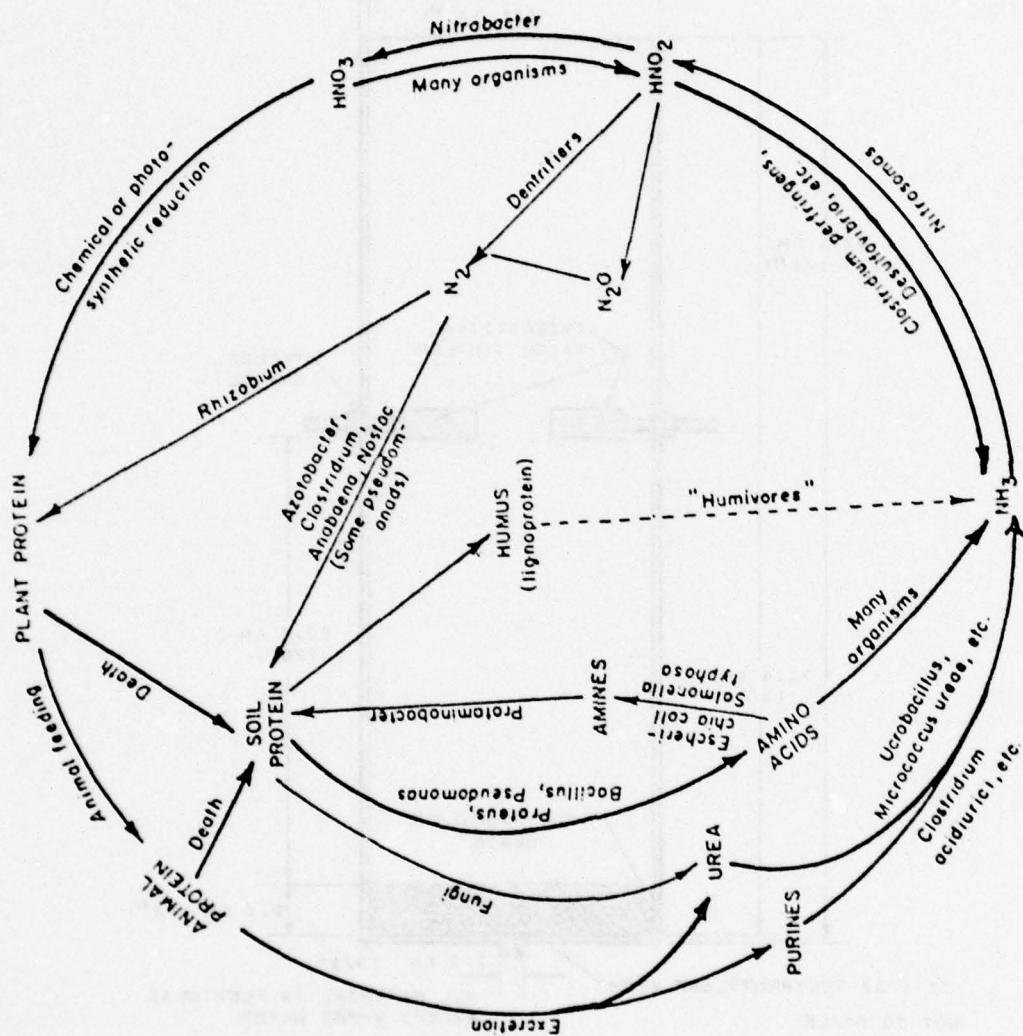 Nitrabacter
HNO3
Many organisms
HNO2
Chemical or photo-
synthetic reduction
Dentrifiers
Nitrosomas
Clostridium perfringens,
Desulfovibrio, etc.
N2
N2O
Rhizobium
PLANT PROTEIN
Azotobacter,
Clostridium,
Anabaena, Nostoc
(Some pseudom-
onads)
HUMUS
(lignoprotein)
"Humivores"
NH3
Animal feeding
Death
SOIL
PROTEIN
Protaminobacter
AMINES
Escheri-
chia coli
Salmonella
typhosa
AMINO
ACIDS
Many
organisms
Proteus,
Bacillus, Pseudomonas
ANIMAL
PROTEIN
Death
Fungi
UREA
Ucrobacillus,
Micrococcus ureae, etc.
PURINES
Clostridium
acidiurici, etc.
Excretion